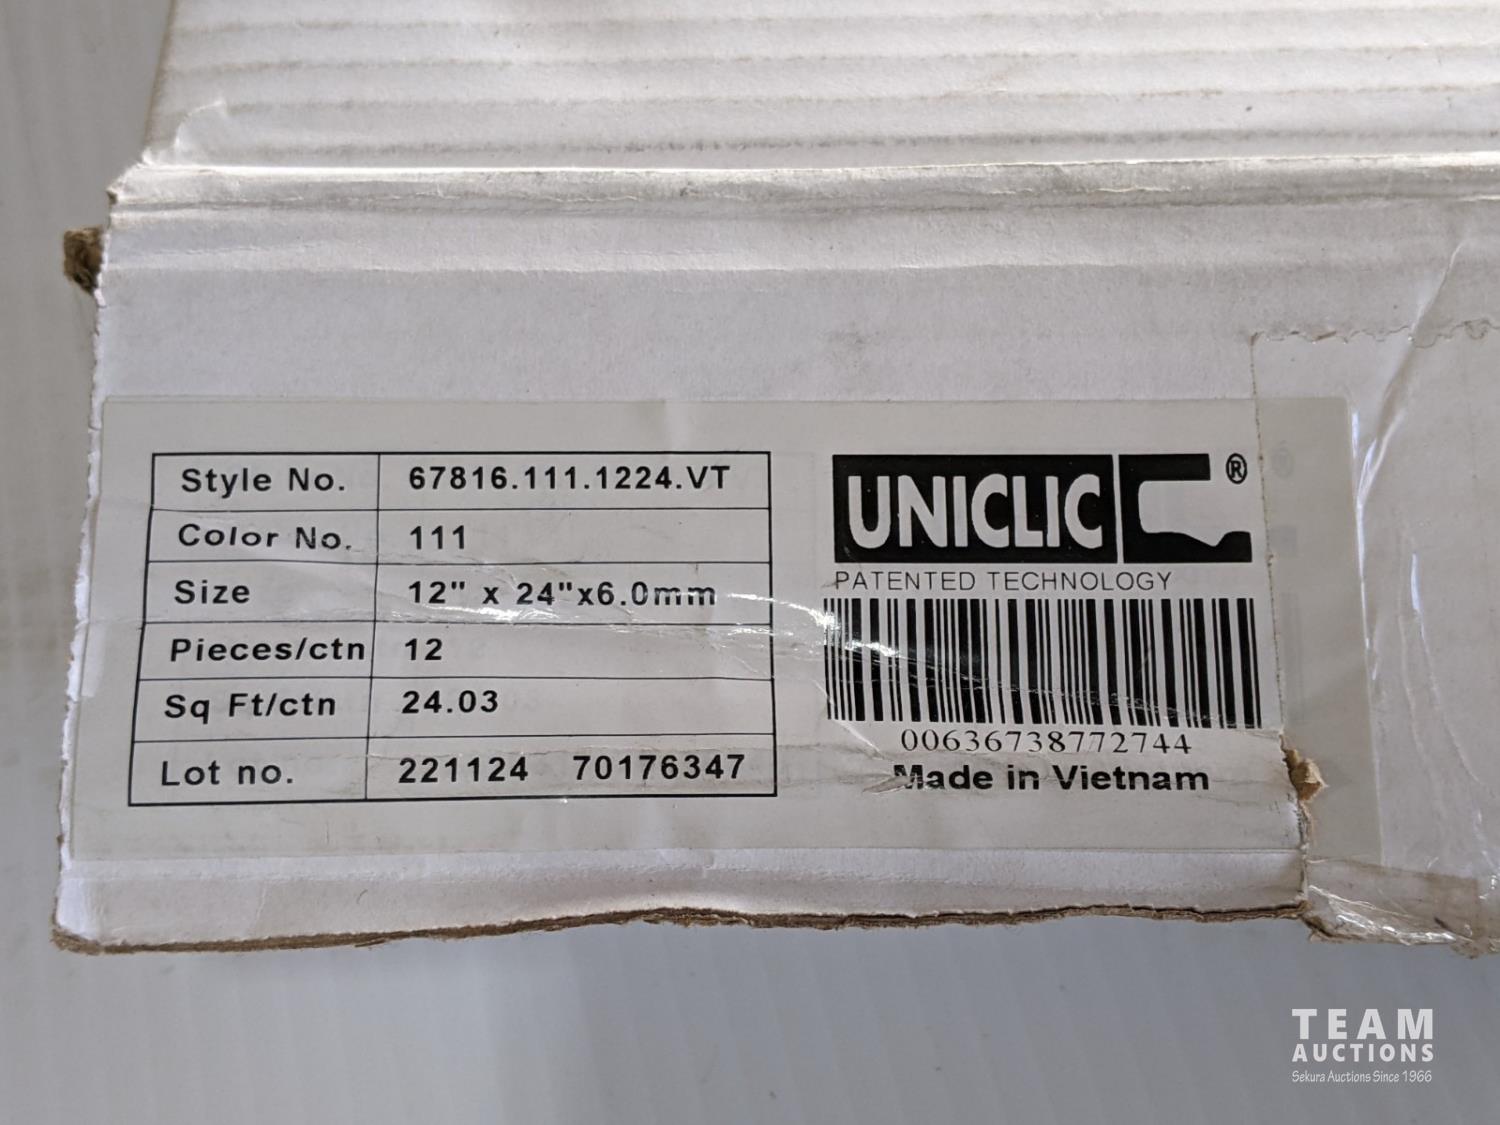 Style No. 67816.111.1224.VT
Color No. 111
Size 12" x 24"x6.0mm
Pieces/ctn 12
Sq Ft/ctn 24.03
Lot no. 221124 70176347
UNICLIC ®
PATENTED TECHNOLOGY
00636738772744
Made in Vietnam
TEAM
AUCTIONS
Sekura Auctions Since 1966